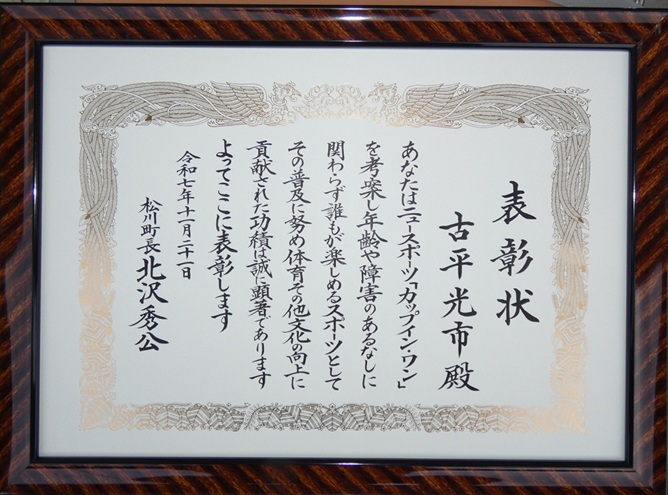 表彰状
古平光市殿
あなたはニュースポーツ「カップイン・ワン」
を考案し年齢や障害のあるなしに
関わらず誰もが楽しめるスポーツとして
その普及に努め体育その他文化の向上に
貢献された功績は誠に顕著であります
よってここに表彰します
令和七年十一月二十一日
松川町長 北沢秀公